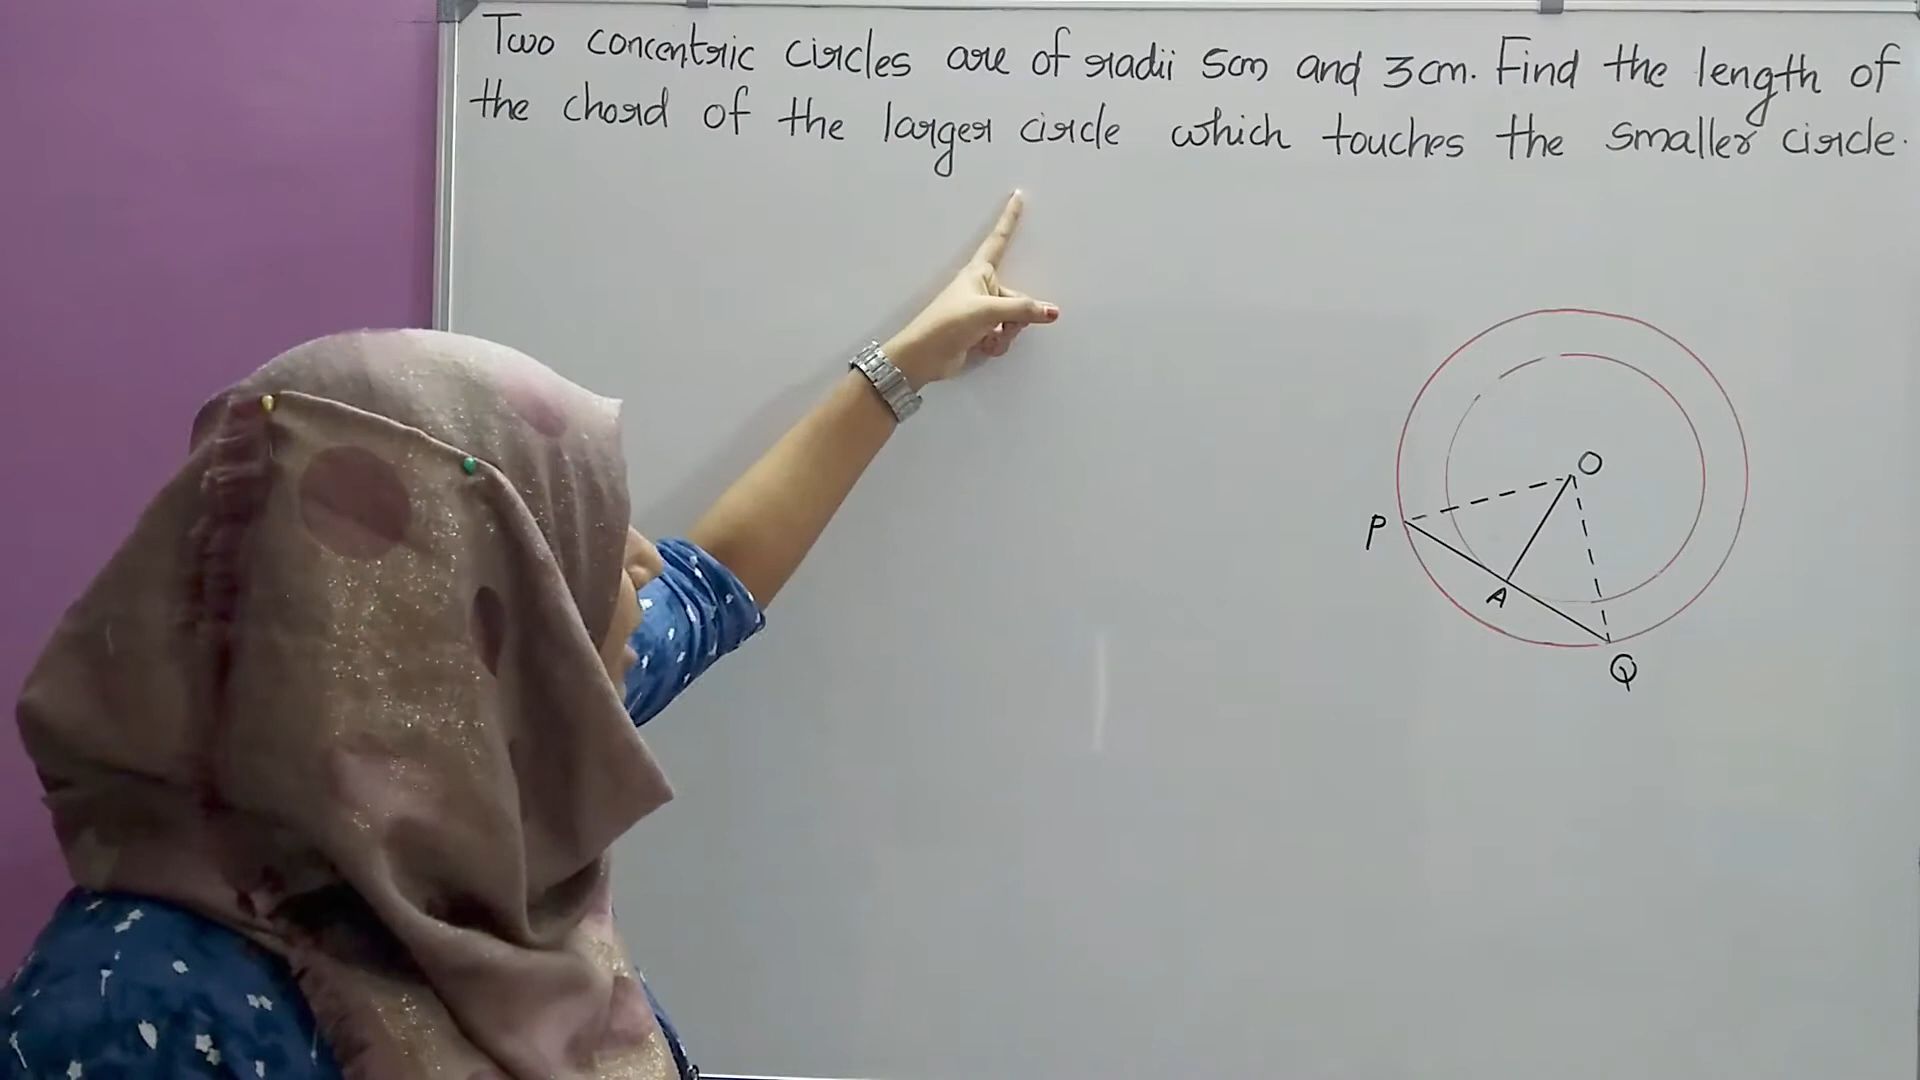 Two concentric circles are of radii 5cm and 3cm. Find the length of
the chord of the larger circle which touches the smaller circle.
O
P
A
Q